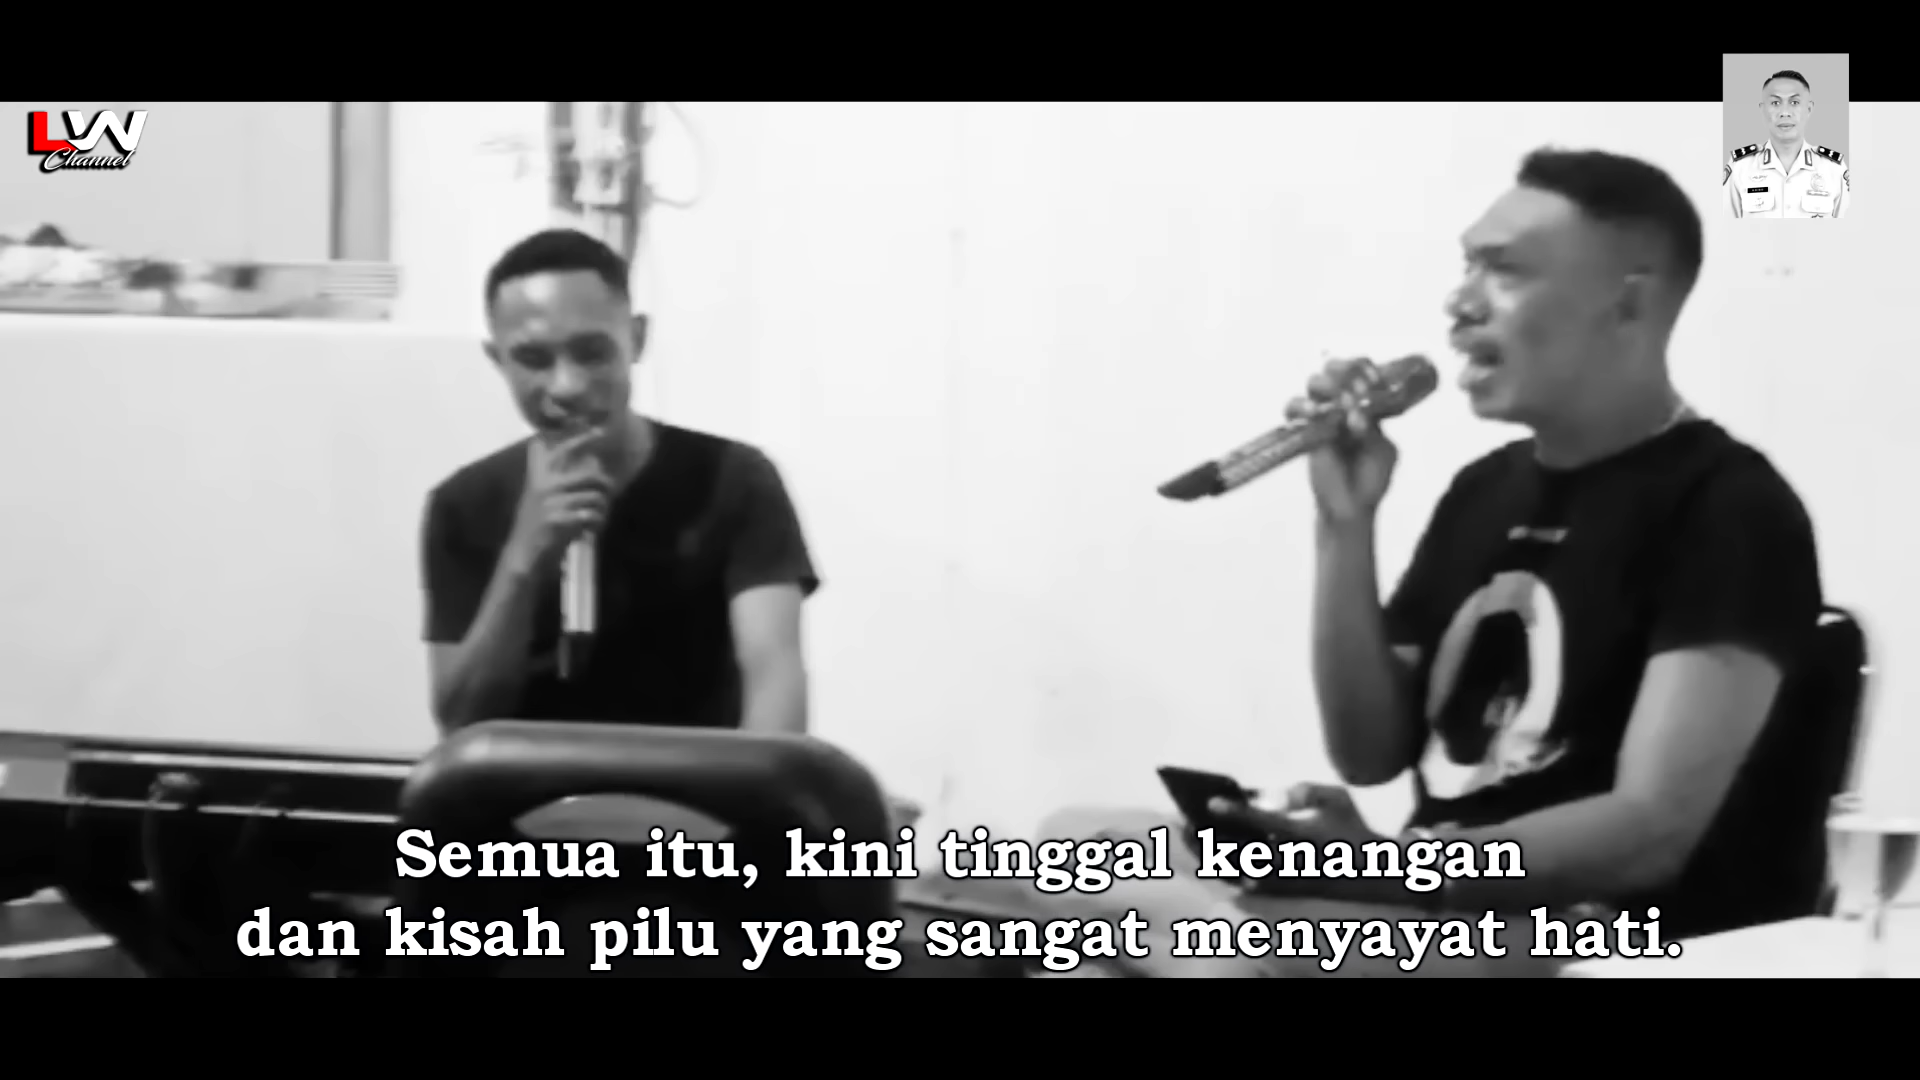 LW
Channel
Semua itu, kini tinggal kenangan
dan kisah pilu yang sangat menyayat hati.